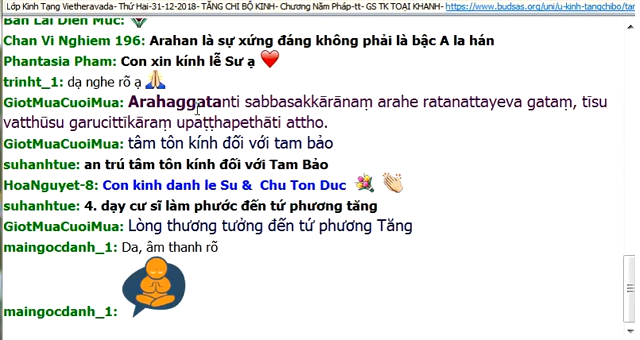 Lớp Kinh Tạng Vietheravada- Thứ Hai-31-12-2018- TĂNG CHI BỘ KINH- Chương Năm Pháp-tt- GS TK TOẠI KHANH- https://www.budsas.org/uni/u-kinh-tangchibo/tan
Ban Lai Dien Muc:
Chan Vi Nghiem 196: Arahan là sự xứng đáng không phải là bậc A la hán
Phantasia Pham: Con xin kính lễ Sư ạ
trinht_1: dạ nghe rõ ạ
GiotMuaCuoiMua: Arahaggatanti sabbasakkārānaṃ arahe ratanattayeva gataṃ, tīsu
vatthūsu garucittīkāraṃ upaṭṭhapethāti attho.
GiotMuaCuoiMua: tâm tôn kính đối với tam bảo
suhanhtue: an trú tâm tôn kính đối với Tam Bảo
HoaNguyet-8: Con kinh danh le Su & Chu Ton Duc
suhanhtue: 4. dạy cư sĩ làm phước đến tứ phương tăng
GiotMuaCuoiMua: Lòng thương tưởng đến tứ phương Tăng
maingocdanh_1: Da, âm thanh rõ
maingocdanh_1: